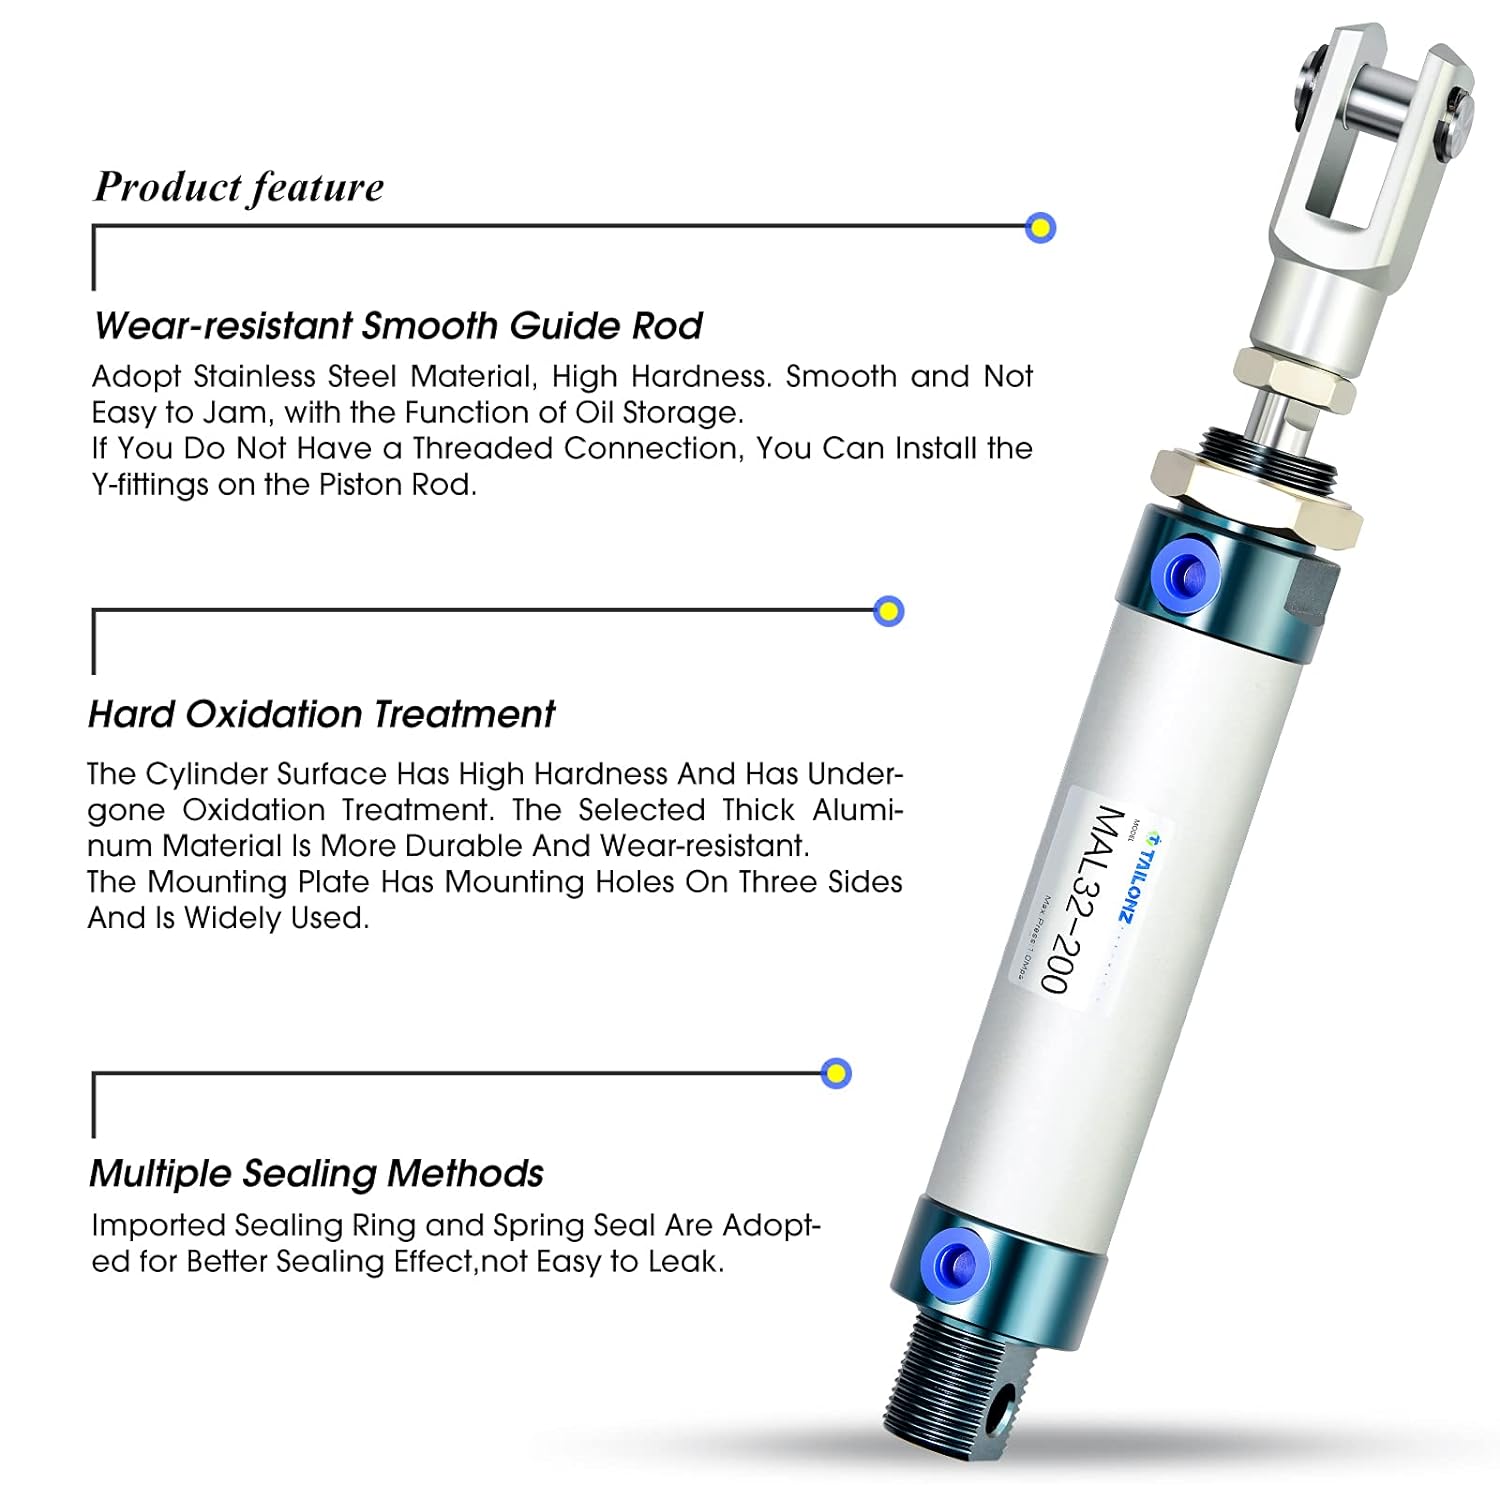 Product feature
Wear-resistant Smooth Guide Rod
Adopt Stainless Steel Material, High Hardness. Smooth and Not
Easy to Jam, with the Function of Oil Storage.
If You Do Not Have a Threaded Connection, You Can Install the
Y-fittings on the Piston Rod.
Hard Oxidation Treatment
The Cylinder Surface Has High Hardness And Has Under-
gone Oxidation Treatment. The Selected Thick Alumi-
num Material Is More Durable And Wear-resistant.
The Mounting Plate Has Mounting Holes On Three Sides
And Is Widely Used.
Multiple Sealing Methods
Imported Sealing Ring and Spring Seal Are Adopt-
ed for Better Sealing Effect,not Easy to Leak.
TAILONZ
MODEL
MAL32-200
Max.Press:1.0Mpa